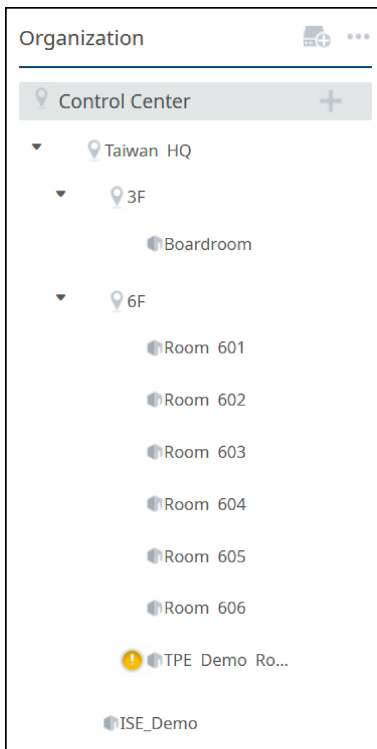 Organization
Control Center
Taiwan HQ
3F
Boardroom
6F
Room 601
Room 602
Room 603
Room 604
Room 605
Room 606
TPE Demo Ro...
ISE_Demo